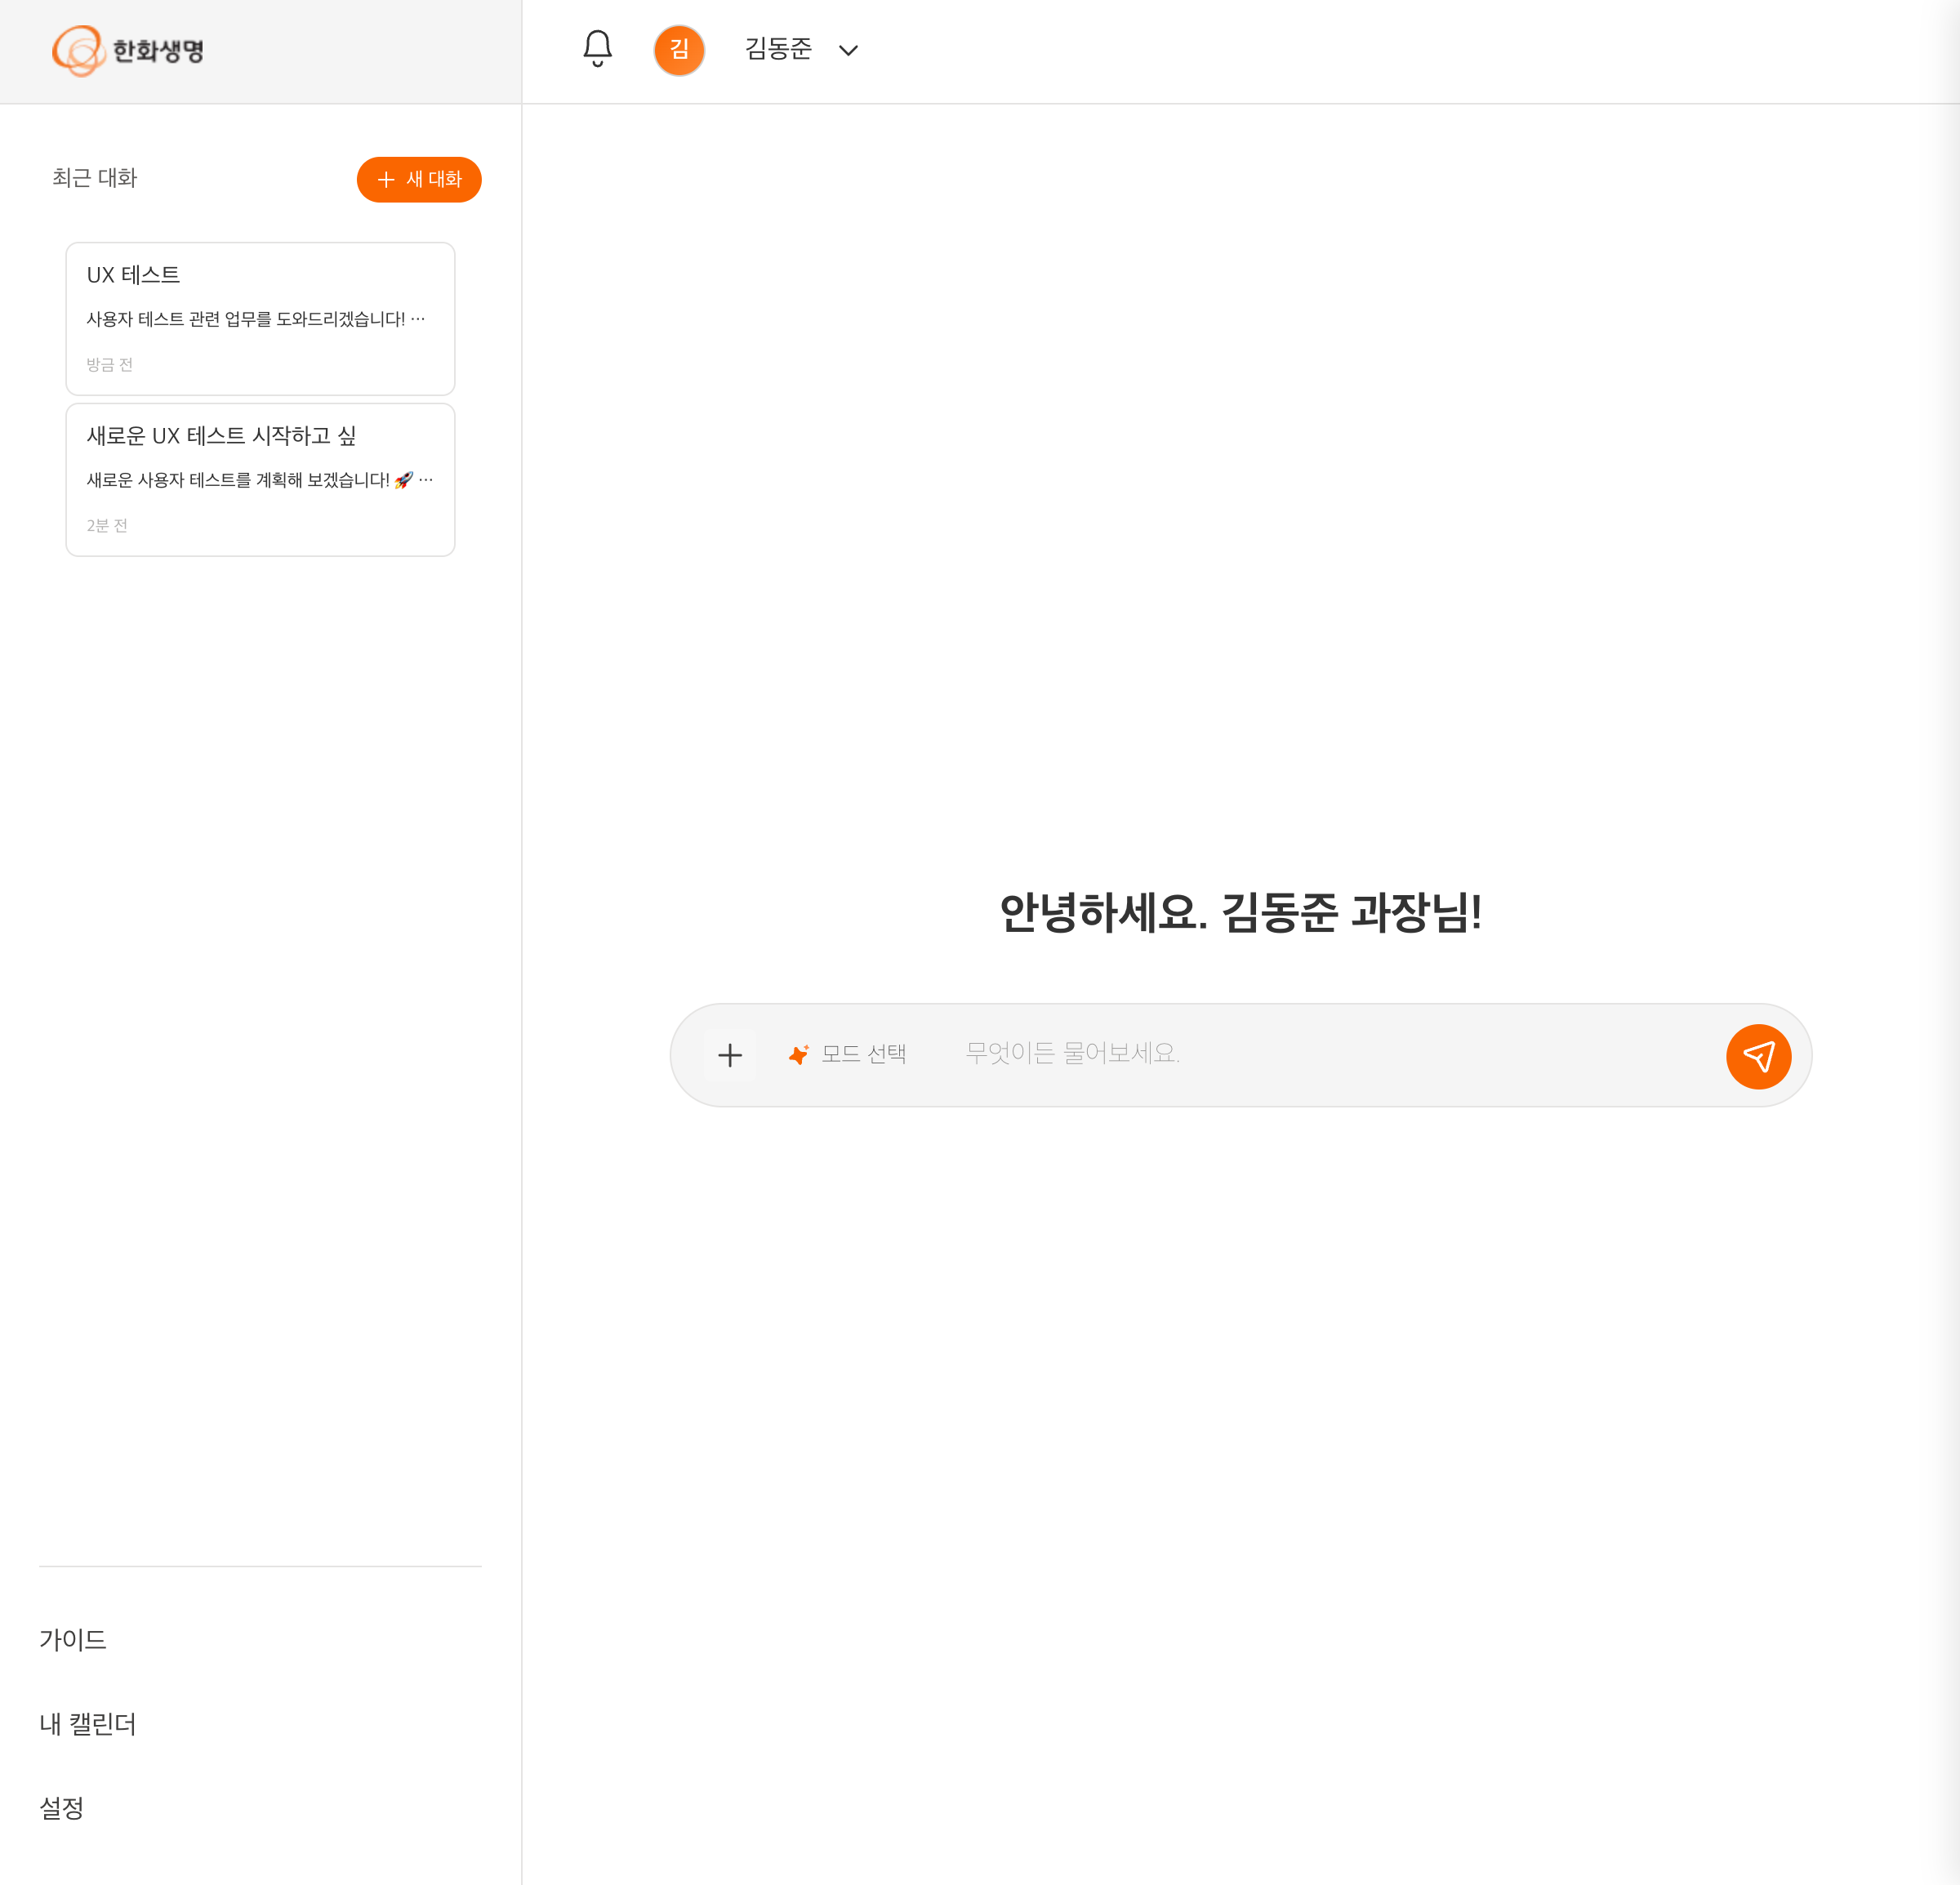 한화생명
김
김동준
최근 대화
새 대화
UX 테스트
사용자 테스트 관련 업무를 도와드리겠습니다! ···
방금 전
새로운 UX 테스트 시작하고 싶
새로운 사용자 테스트를 계획해 보겠습니다! 🚀 ···
2분 전
안녕하세요. 김동준 과장님!
모드 선택
무엇이든 물어보세요.
가이드
내 캘린더
설정